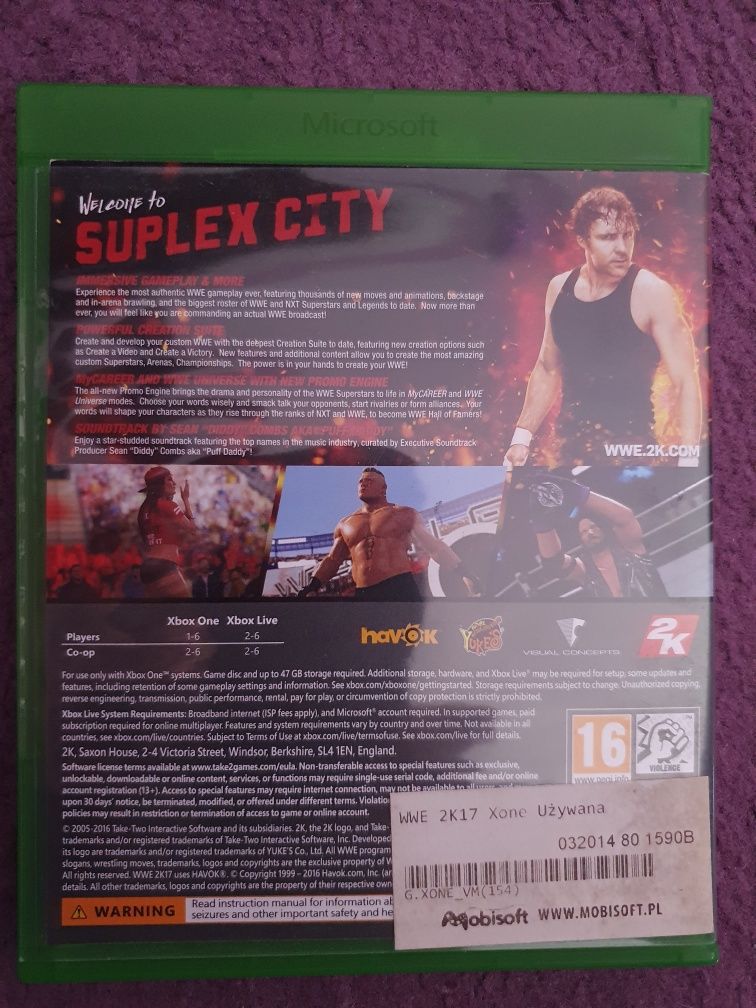 Microsoft
WELCOME TO
SUPLEX CITY
IMMERSIVE GAMEPLAY & MORE
Experience the most authentic WWE gameplay ever, featuring thousands of new moves and animations, backstage
and in-arena brawling, and the biggest roster of WWE and NXT Superstars and Legends to date. Now more than
ever, you will feel like you are commanding an actual WWE broadcast!
POWERFUL CREATION SUITE
Create and develop your custom WWE with the deepest Creation Suite to date, featuring new creation options such
as Create a Video and Create a Victory. New features and additional content allow you to create the most amazing
custom Superstars, Arenas, Championships. The power is in your hands to create your WWE!
MyCAREER AND WWE UNIVERSE WITH NEW PROMO ENGINE
The all-new Promo Engine brings the drama and personality of the WWE Superstars to life in MyCAREER and WWE
Universe modes. Choose your words wisely and smack talk your opponents, start rivalries or form alliances. Your
words will shape your characters as they rise through the ranks of NXT and WWE, to become WWE Hall of Famers!
SOUNDTRACK BY SEAN "DIDDY" COMBS AKA "PUFF DADDY"
Enjoy a star-studded soundtrack featuring the top names in the music industry, curated by Executive Soundtrack
Producer Sean "Diddy" Combs aka "Puff Daddy"!
WWE.2K.COM
Xbox One Xbox Live
Players 1-6 2-6
Co-op 2-6 2-6
havok
YUKE'S
VISUAL CONCEPTS
2K
For use only with Xbox One™ systems. Game disc and up to 47 GB storage required. Additional storage, hardware, and Xbox Live® may be required for setup, some updates and
features, including retention of some gameplay settings and information. See xbox.com/xboxone/gettingstarted. Storage requirements subject to change. Unauthorized copying,
reverse engineering, transmission, public performance, rental, pay for play, or circumvention of copy protection is strictly prohibited.
Xbox Live System Requirements: Broadband internet (ISP fees apply), and Microsoft® account required. In supported games, paid
subscription required for online multiplayer. Features and system requirements vary by country and over time. Not available in all
countries, see xbox.com/live/countries. Subject to Terms of Use at xbox.com/live/termsofuse. See xbox.com/live for full details.
2K, Saxon House, 2-4 Victoria Street, Windsor, Berkshire, SL4 1EN, England.
16
www.pegi.info
VIOLENCE
Software license terms available at www.take2games.com/eula. Non-transferable access to special features such as exclusive,
unlockable, downloadable or online content, services, or functions may require single-use serial code, additional fee and/or online
account registration (13+). Access to special features may require internet connection, may not be available to all
upon 30 days' notice, be terminated, modified, or offered under different terms.
policies may result in restriction or termination of access to game or online account.
© 2005-2016 Take-Two Interactive Software and its subsidiaries. 2K, the 2K logo, and Take-
trademarks and/or registered trademarks of Take-Two Interactive Software, Inc.
its logo are trademarks and/or registered trademarks of YUKE'S Co., Ltd. All WWE
slogans, wrestling moves, trademarks, logos and copyrights are the exclusive property of
All rights reserved. WWE 2K17 uses HAVOK®. © Copyright 1999 - 2016 Havok.com, Inc.
details. All other trademarks, logos and copyrights are the property of their respective
WARNING
Read instruction manual for information
seizures and other important safety and
WWE 2K17 Xone Używana
032014 80 1590B
G.XONE_VM(154)
Mobisoft WWW.MOBISOFT.PL